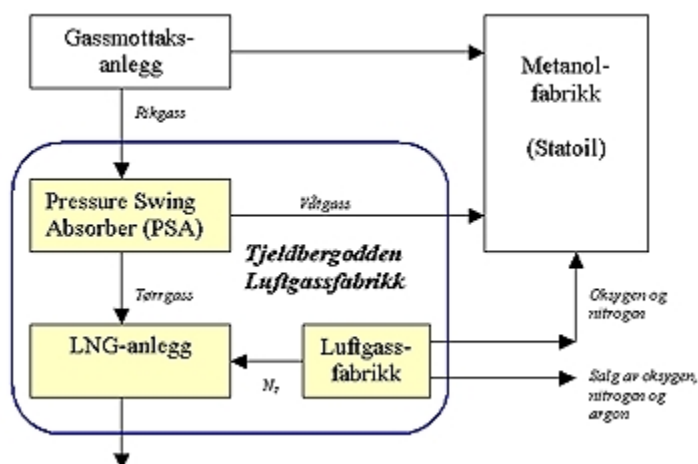 Gassmottaks-
anlegg
Metanol-
fabrikk
(Statoil)
Rikgass
Pressure Swing
Absorber (PSA)
Våtgass
Tjeldbergodden
Luftgassfabrikk
Tørrgass
Oksygen og
nitrogen
LNG-anlegg
Luftgass-
fabrikk
N₂
Salg av oksygen,
nitrogen og
argon